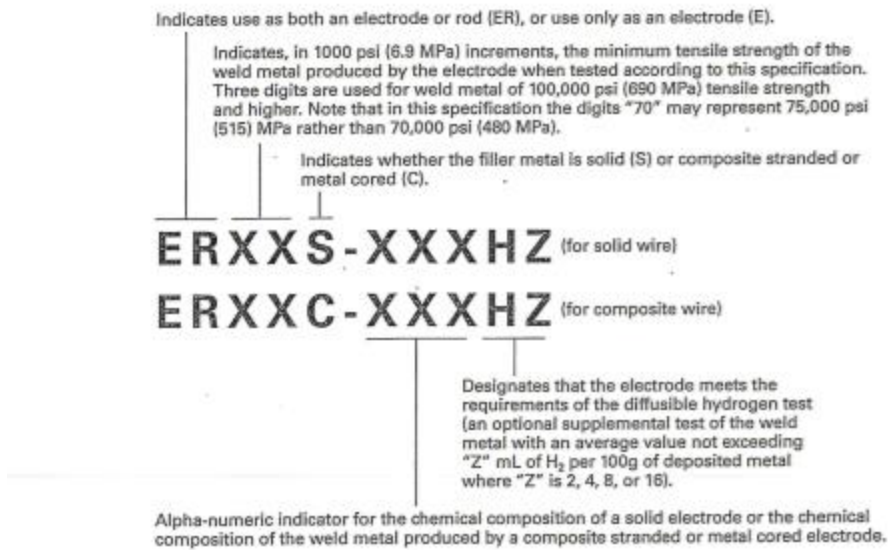 Indicates use as both an electrode or rod (ER), or use only as an electrode (E).
Indicates, in 1000 psi (6.9 MPa) increments, the minimum tensile strength of the
weld metal produced by the electrode when tested according to this specification.
Three digits are used for weld metal of 100,000 psi (690 MPa) tensile strength
and higher. Note that in this specification the digits "70" may represent 75,000 psi
(515) MPa rather than 70,000 psi (480 MPa).
Indicates whether the filler metal is solid (S) or composite stranded or
metal cored (C).
ERXXS-XXXHZ (for solid wire)
ERXXC-XXXHZ (for composite wire)
Designates that the electrode meets the
requirements of the diffusible hydrogen test
(an optional supplemental test of the weld
metal with an average value not exceeding
"Z" mL of H₂ per 100g of deposited metal
where "Z" is 2, 4, 8, or 16).
Alpha-numeric indicator for the chemical composition of a solid electrode or the chemical
composition of the weld metal produced by a composite stranded or metal cored electrode.